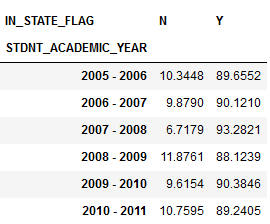 IN_STATE_FLAG N Y
STDNT_ACADEMIC_YEAR
2005 - 2006 10.3448 89.6552
2006 - 2007 9.8790 90.1210
2007 - 2008 6.7179 93.2821
2008 - 2009 11.8761 88.1239
2009 - 2010 9.6154 90.3846
2010 - 2011 10.7595 89.2405